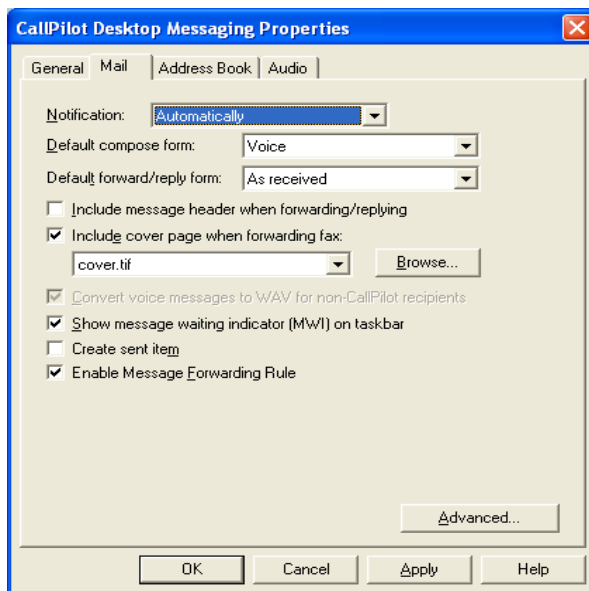 CallPilot Desktop Messaging Properties
General Mail Address Book Audio
Notification: Automatically
Default compose form: Voice
Default forward/reply form: As received
Include message header when forwarding/replying
Include cover page when forwarding fax:
cover.tif Browse...
Convert voice messages to WAV for non-CallPilot recipients
Show message waiting indicator (MWI) on taskbar
Create sent item
Enable Message Forwarding Rule
Advanced...
OK Cancel Apply Help